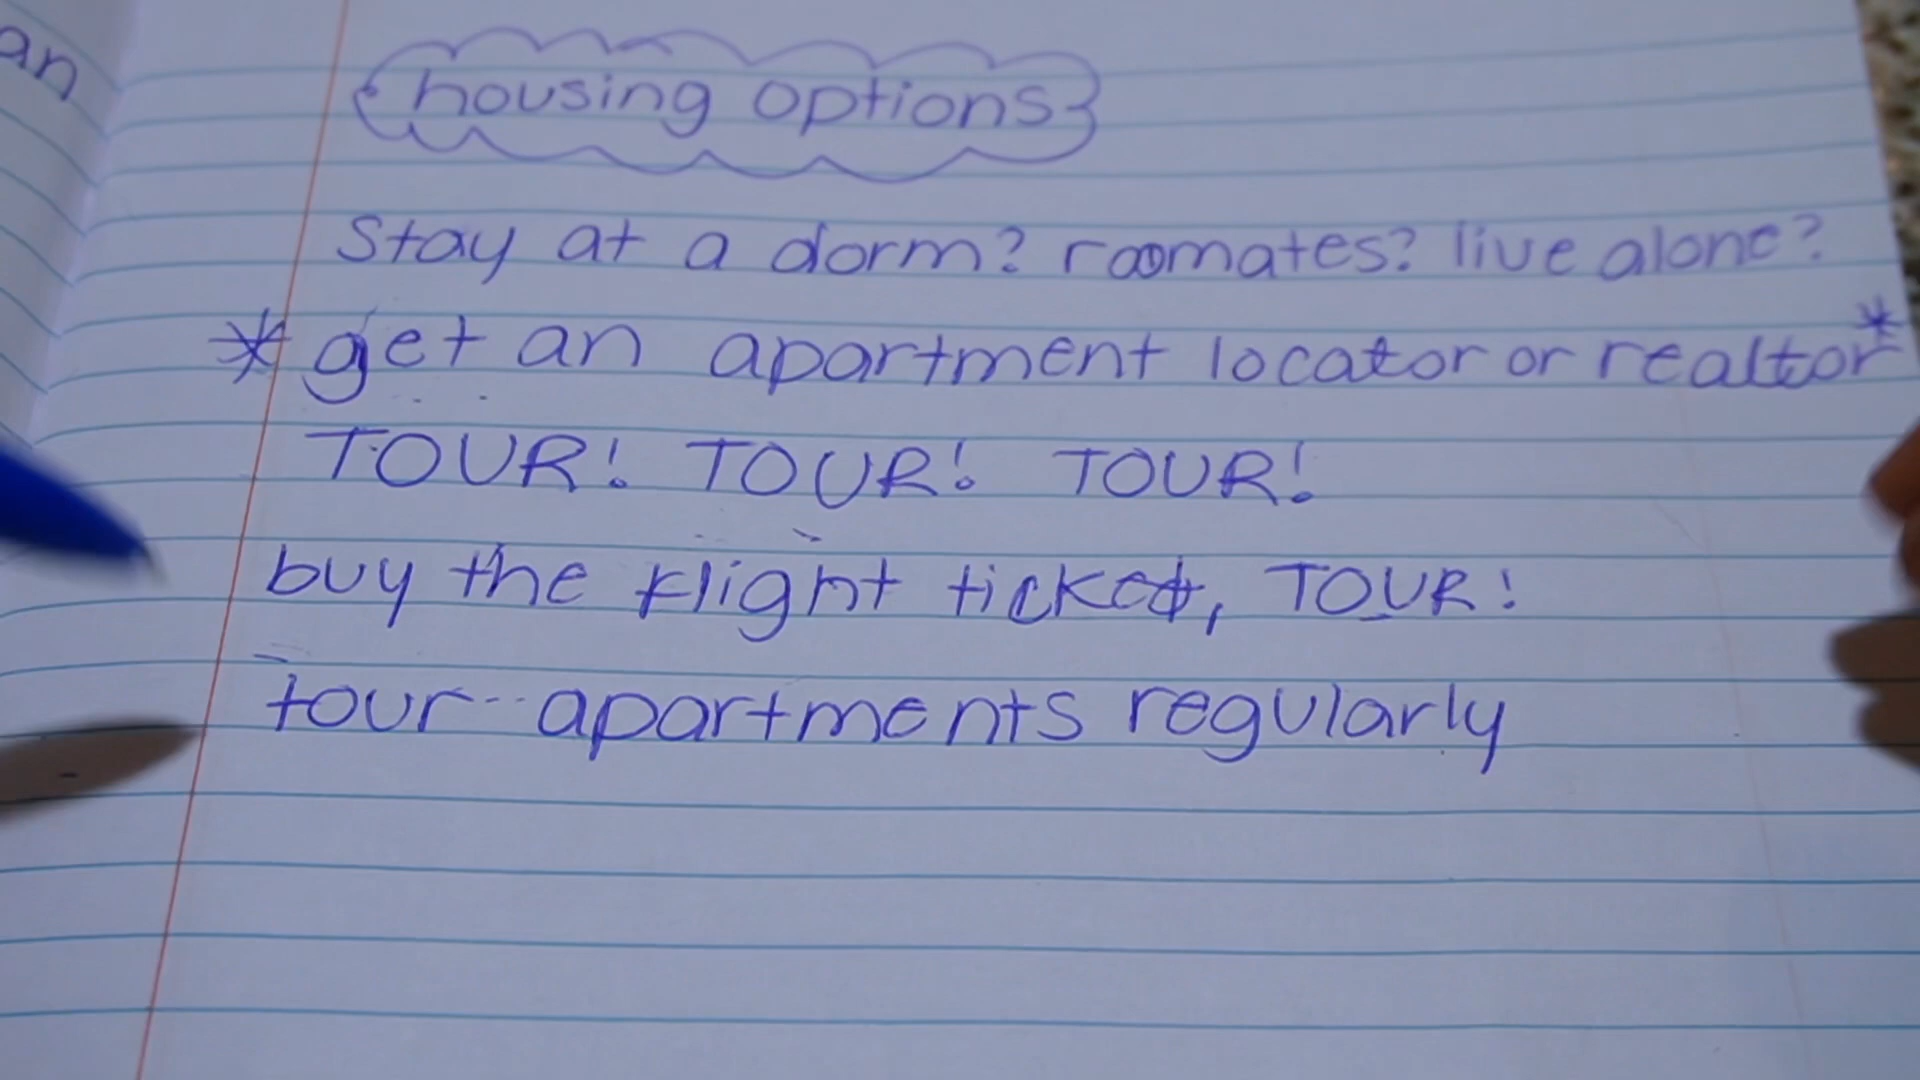 an
housing options
Stay at a dorm? roomates? live alone?
* get an apartment locator or realtor *
TOUR! TOUR! TOUR!
buy the flight ticket, TOUR!
tour apartments regularly